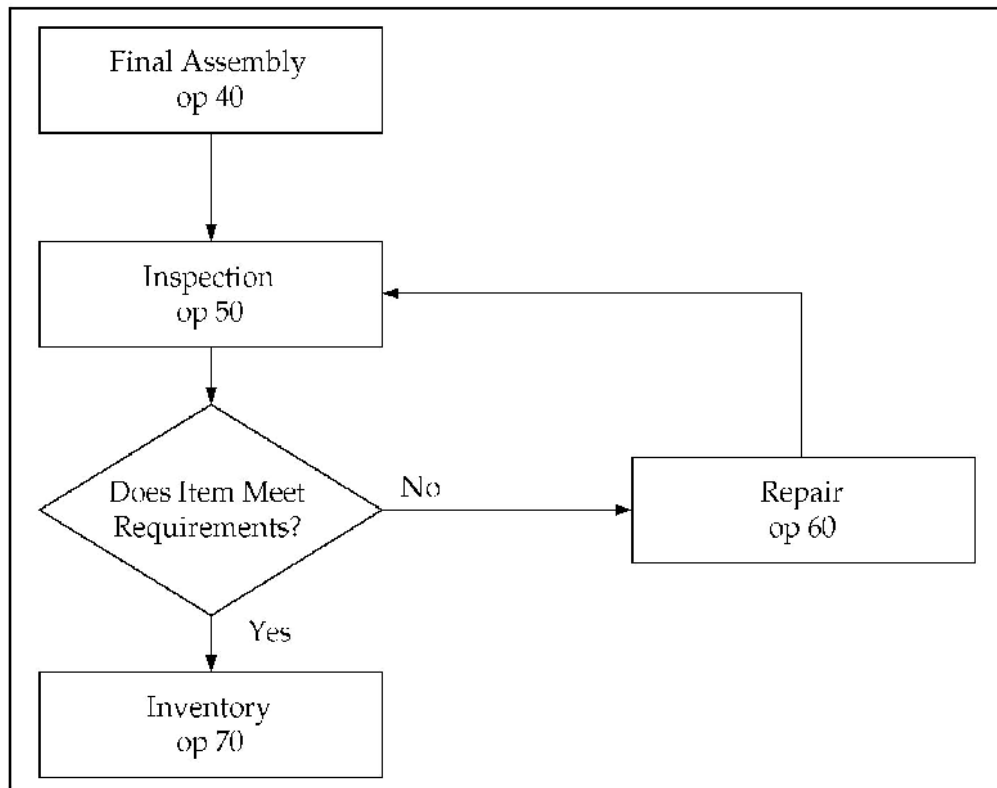 Final Assembly
op 40
Inspection
op 50
Does Item Meet
Requirements?
No
Repair
op 60
Yes
Inventory
op 70